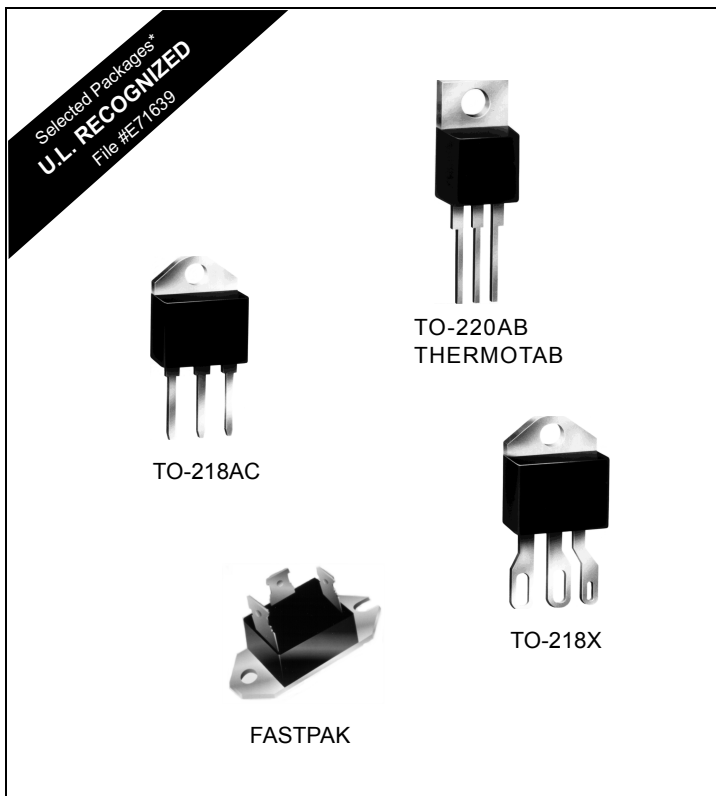 Selected Packages*
U.L. RECOGNIZED
File #E71639
TO-220AB
THERMOTAB
TO-218AC
TO-218X
FASTPAK